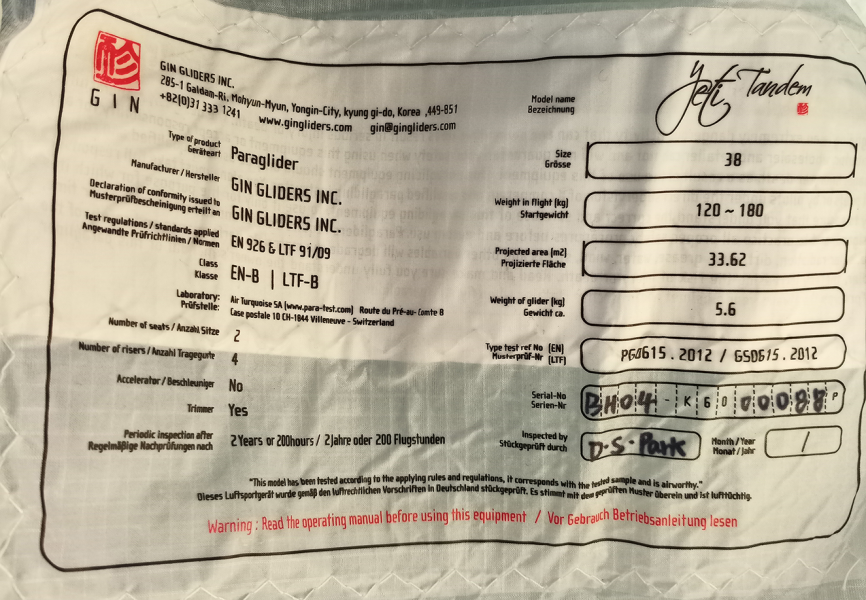 GIN
GIN GLIDERS INC.
285-1 Galdam-Ri, Mohyun-Myun, Yongin-City, kyung gi-do, Korea ,449-851
+82(0)31 333 1241 www.gingliders.com gin@gingliders.com
Type of product
Geräteart
Paraglider
Manufacturer / Hersteller
GIN GLIDERS INC.
Declaration of conformity issued to
Musterprüfbescheinigung erteilt an
GIN GLIDERS INC.
Test regulations / standards applied
Angewandte Prüfrichtlinien / Normen
EN 926 & LTF 91/09
Class
Klasse
EN-B | LTF-B
Laboratory:
Prüfstelle:
Air Turquoise SA (www.para-test.com) Route du Pré-au- Comte 8
Case postale 10 CH-1844 Villeneuve - Switzerland
Number of seats / Anzahl Sitze
2
Number of risers / Anzahl Tragegurte
4
Accelerator / Beschleuniger
No
Trimmer
Yes
Periodic inspection after
Regelmäßige Nachprüfungen nach
2 Years or 200hours / 2 Jahre oder 200 Flugstunden
Model name
Bezeichnung
Yeti Tandem
Size
Grösse
38
Weight in flight (kg)
Startgewicht
120 ~ 180
Projected area (m2)
Projizierte Fläche
33.62
Weight of glider (kg)
Gewicht ca.
5.6
Type test ref No (EN)
Musterprüf-Nr (LTF)
PG0615 . 2012 / GS0615 . 2012
Serial-No
Serien-Nr
BH04 - K60 00088 P
Inspected by
Stückgeprüft durch
D.S. Park
Month / Year
Monat / Jahr
/
"This model has been tested according to the applying rules and regulations, it corresponds with the tested sample and is airworthy."
Dieses Luftsportgerät wurde gemäß den luftrechtlichen Vorschriften in Deutschland stückgeprüft. Es stimmt mit dem geprüften Muster überein und ist lufttüchtig.
Warning : Read the operating manual before using this equipment / Vor Gebrauch Betriebsanleitung lesen